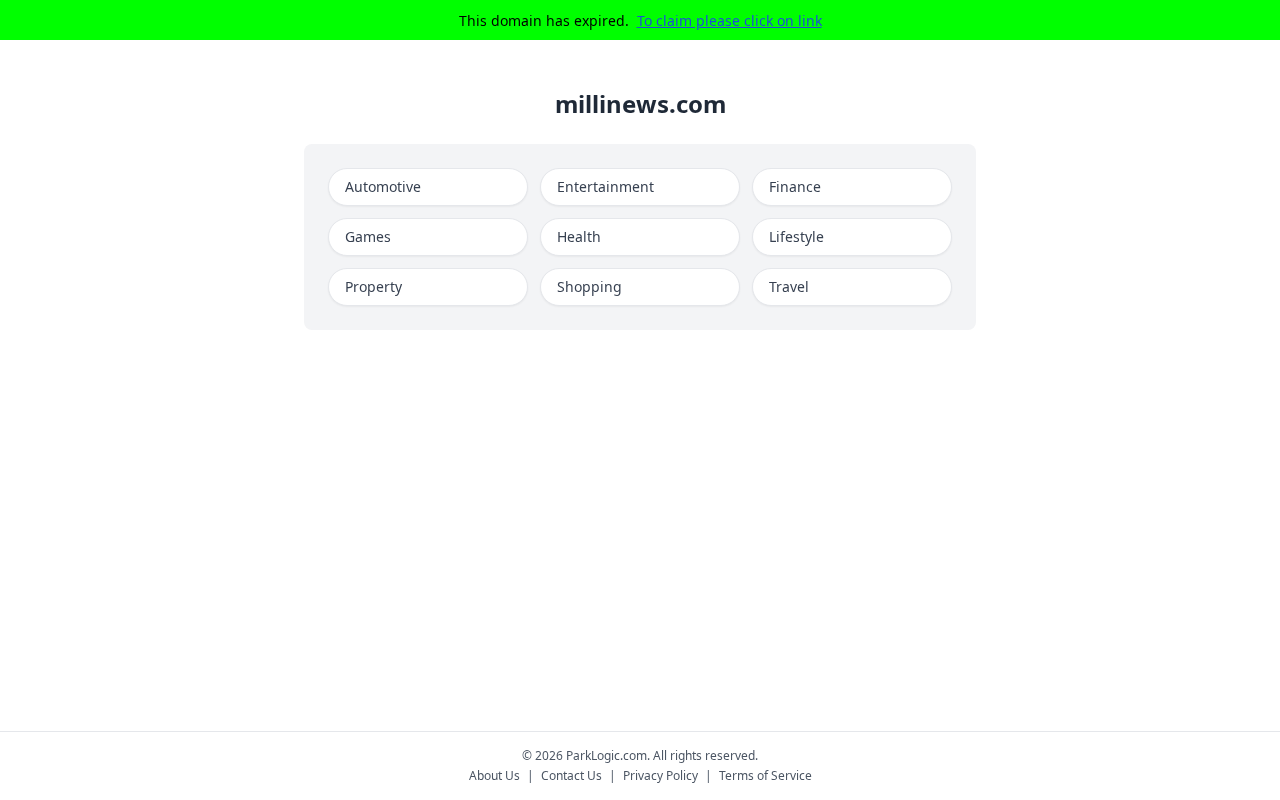 This domain has expired. To claim please click on link
millinews.com
Automotive Entertainment Finance
Games Health Lifestyle
Property Shopping Travel
© 2026 ParkLogic.com. All rights reserved.
About Us | Contact Us | Privacy Policy | Terms of Service